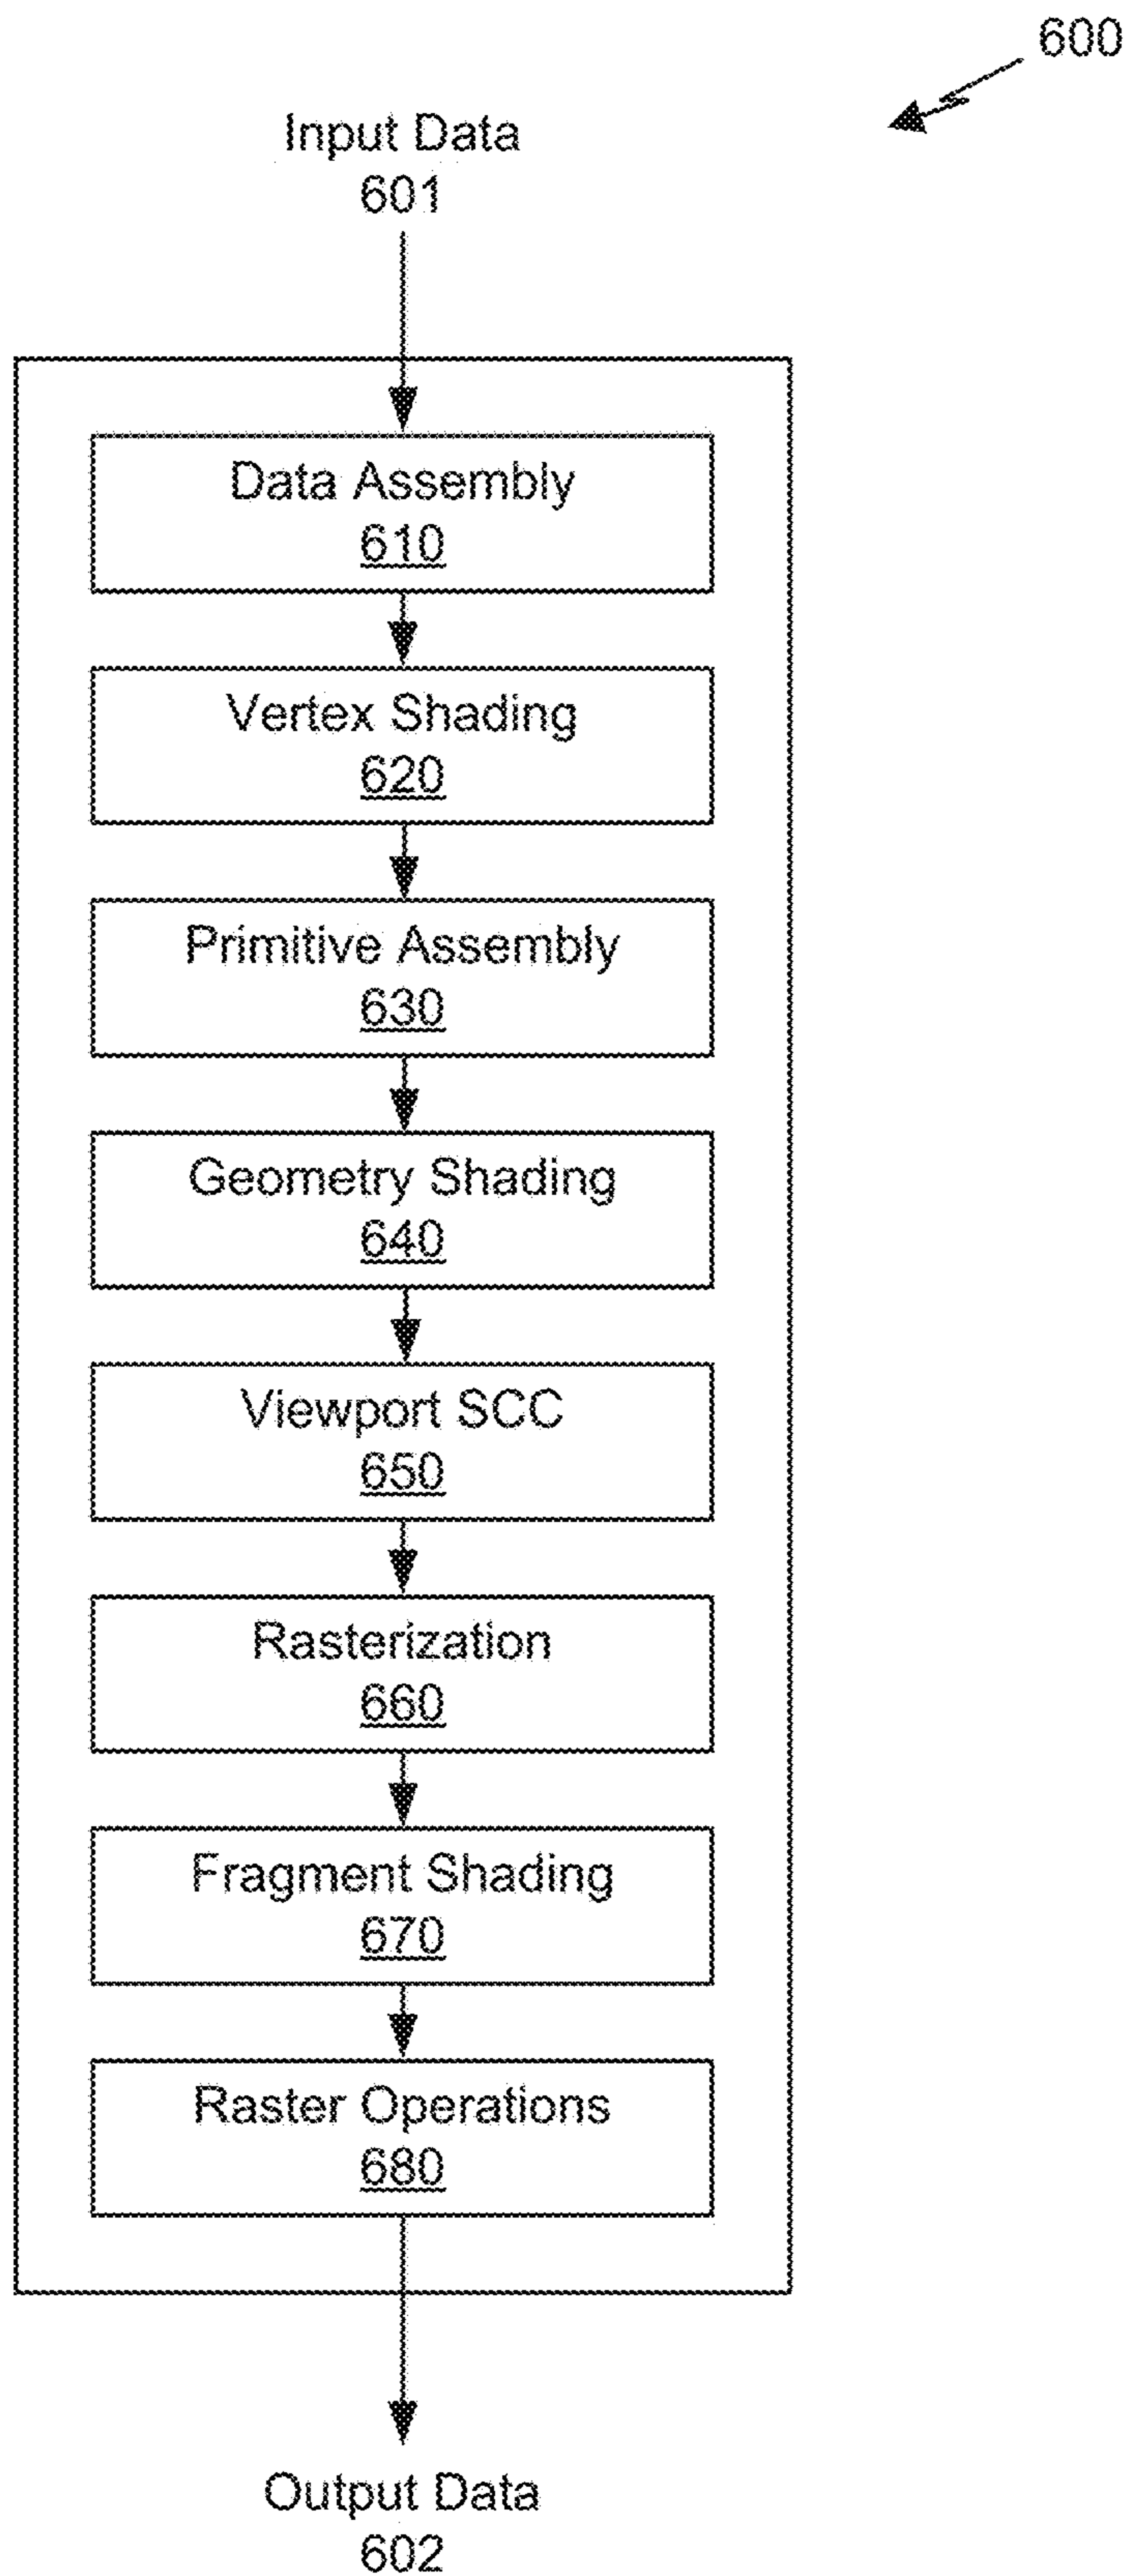 600
Input Data
601
Data Assembly
610
Vertex Shading
620
Primitive Assembly
630
Geometry Shading
640
Viewport SCC
650
Rasterization
660
Fragment Shading
670
Raster Operations
680
Output Data
602